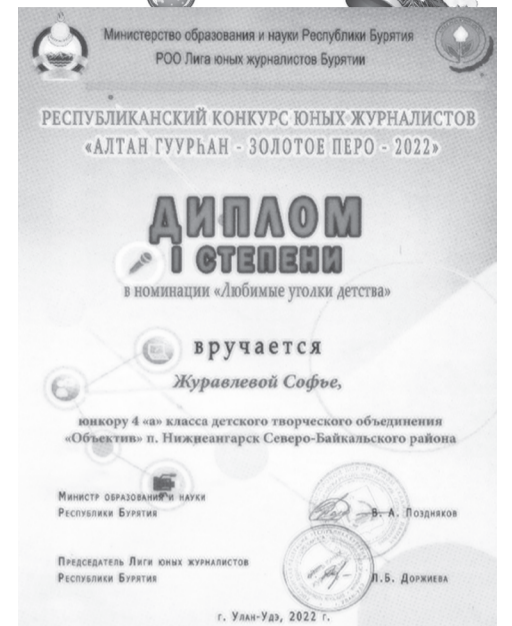 Министерство образования и науки Республики Бурятия
РОО Лига юных журналистов Бурятии
РЕСПУБЛИКАНСКИЙ КОНКУРС ЮНЫХ ЖУРНАЛИСТОВ
«АЛТАН ГУУРҺАН - ЗОЛОТОЕ ПЕРО - 2022»
ДИПЛОМ
I СТЕПЕНИ
в номинации «Любимые уголки детства»
вручается
Журавлевой Софье,
юнкору 4 «а» класса детского творческого объединения
«Объектив» п. Нижнеангарск Северо-Байкальского района
Министр образования и науки
Республики Бурятия В. А. Поздняков
Председатель Лиги юных журналистов
Республики Бурятия Л.Б. Доржиева
г. Улан-Удэ, 2022 г.